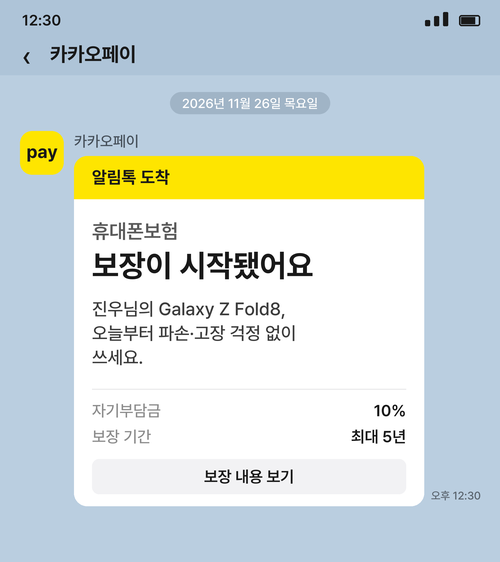 12:30
‹ 카카오페이
2026년 11월 26일 목요일
pay
카카오페이
알림톡 도착
휴대폰보험
보장이 시작됐어요
진우님의 Galaxy Z Fold8,
오늘부터 파손·고장 걱정 없이
쓰세요.
자기부담금 10%
보장 기간 최대 5년
보장 내용 보기
오후 12:30